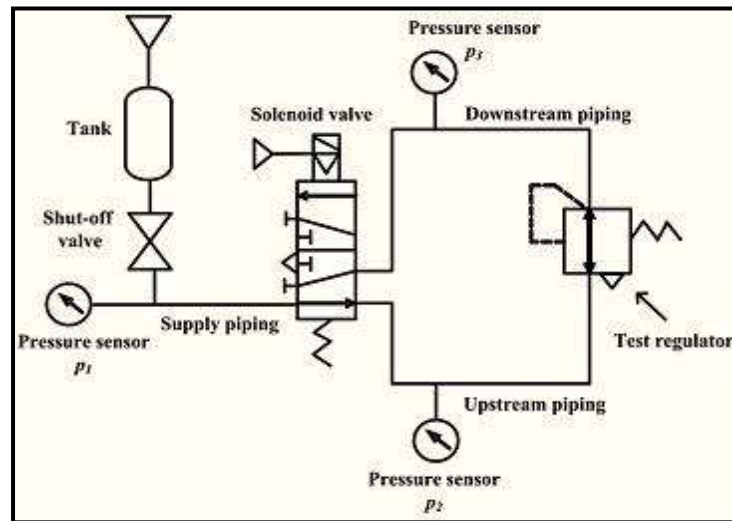 Pressure sensor
p3
Solenoid valve
Downstream piping
Tank
Shut-off
valve
Supply piping
Pressure sensor
p1
Test regulator
Upstream piping
Pressure sensor
p2